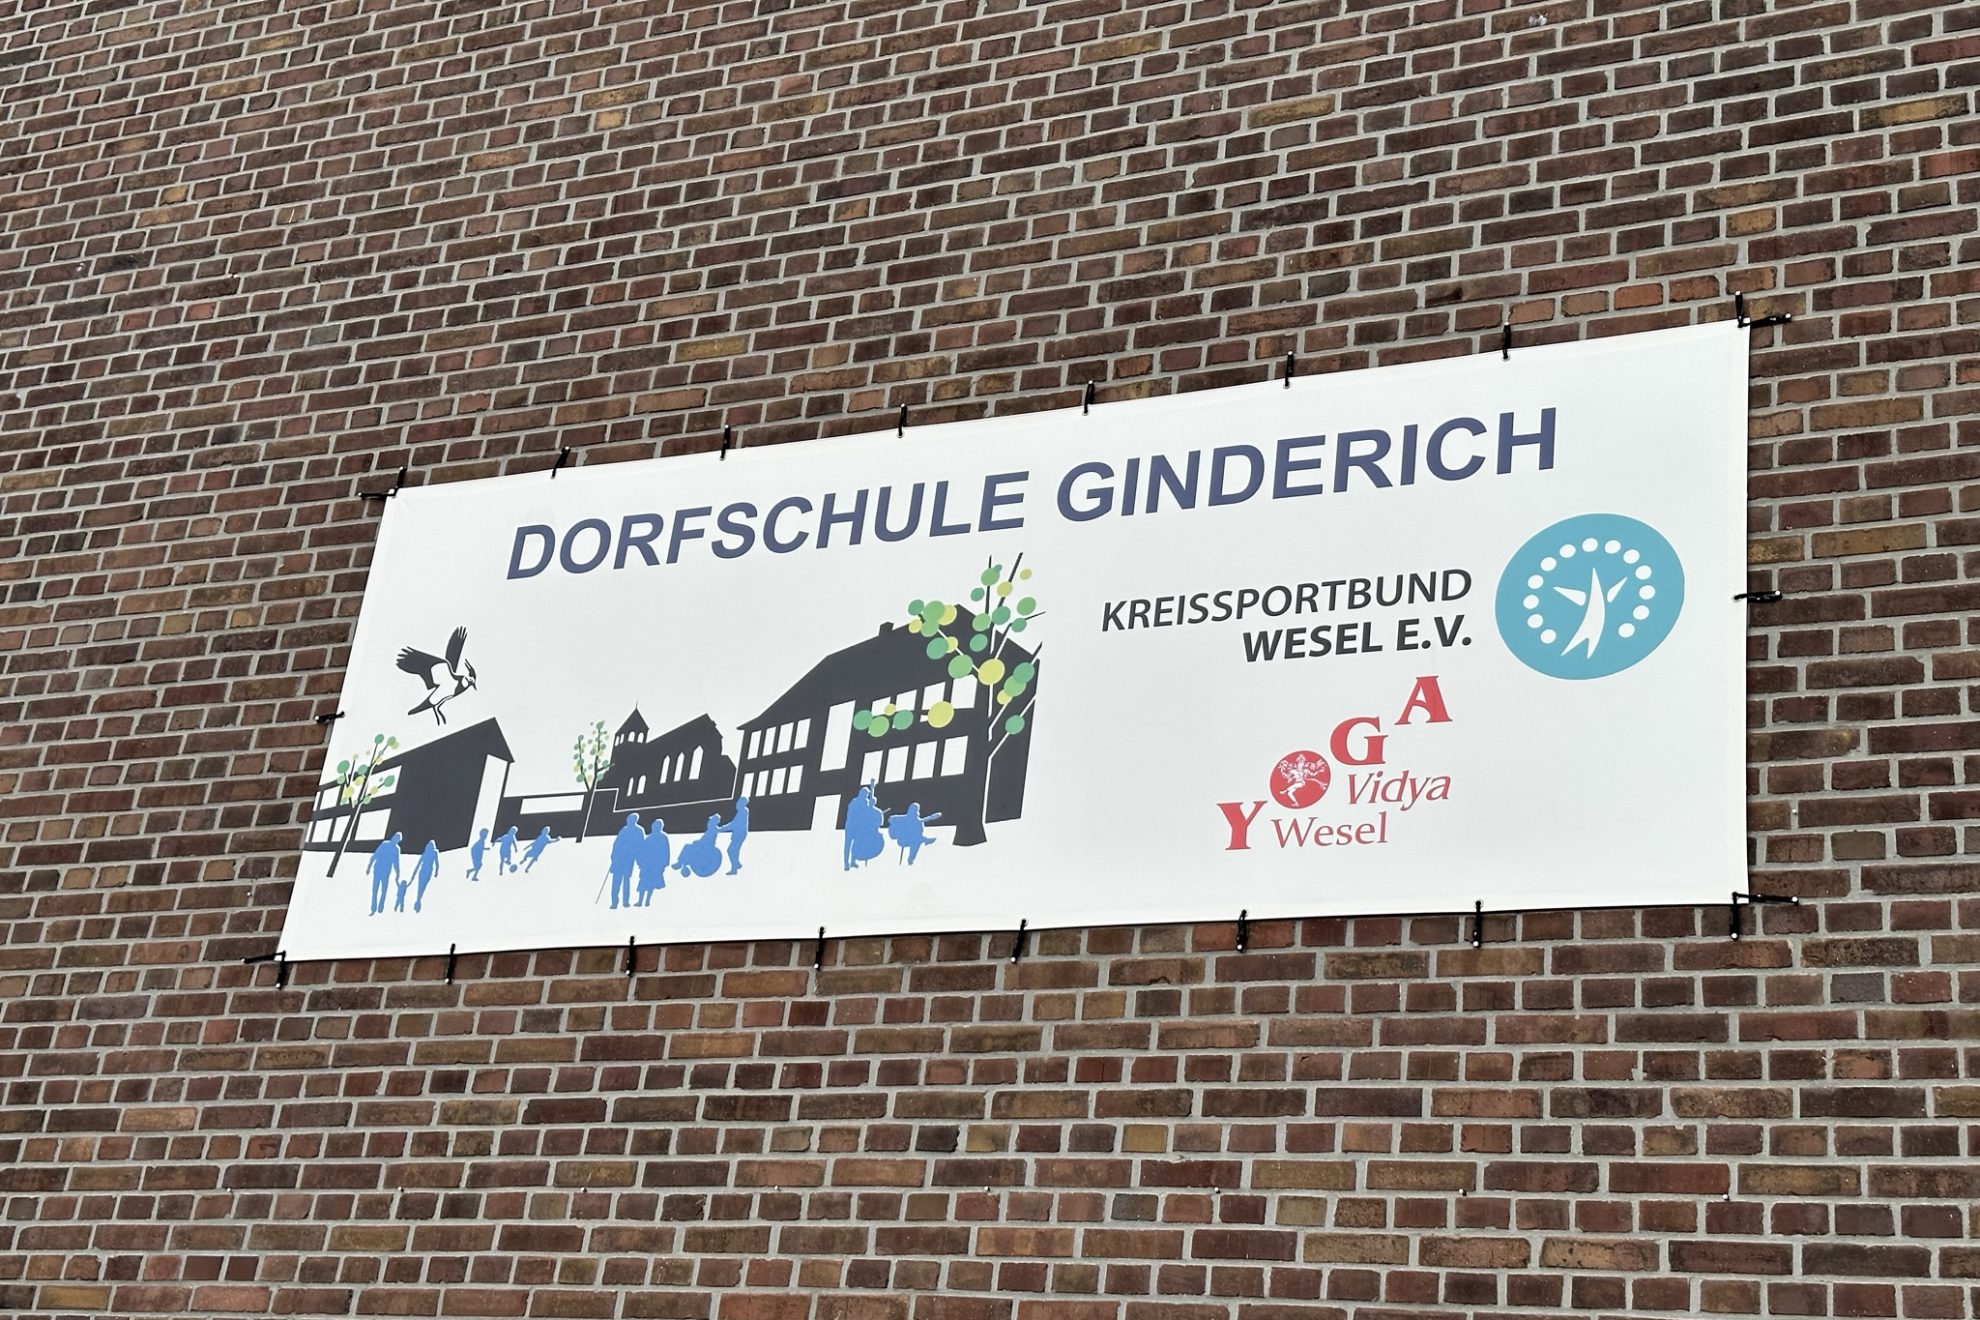 DORFSCHULE GINDERICH
KREISSPORTBUND
WESEL E.V.
YOGA
Vidya
Wesel